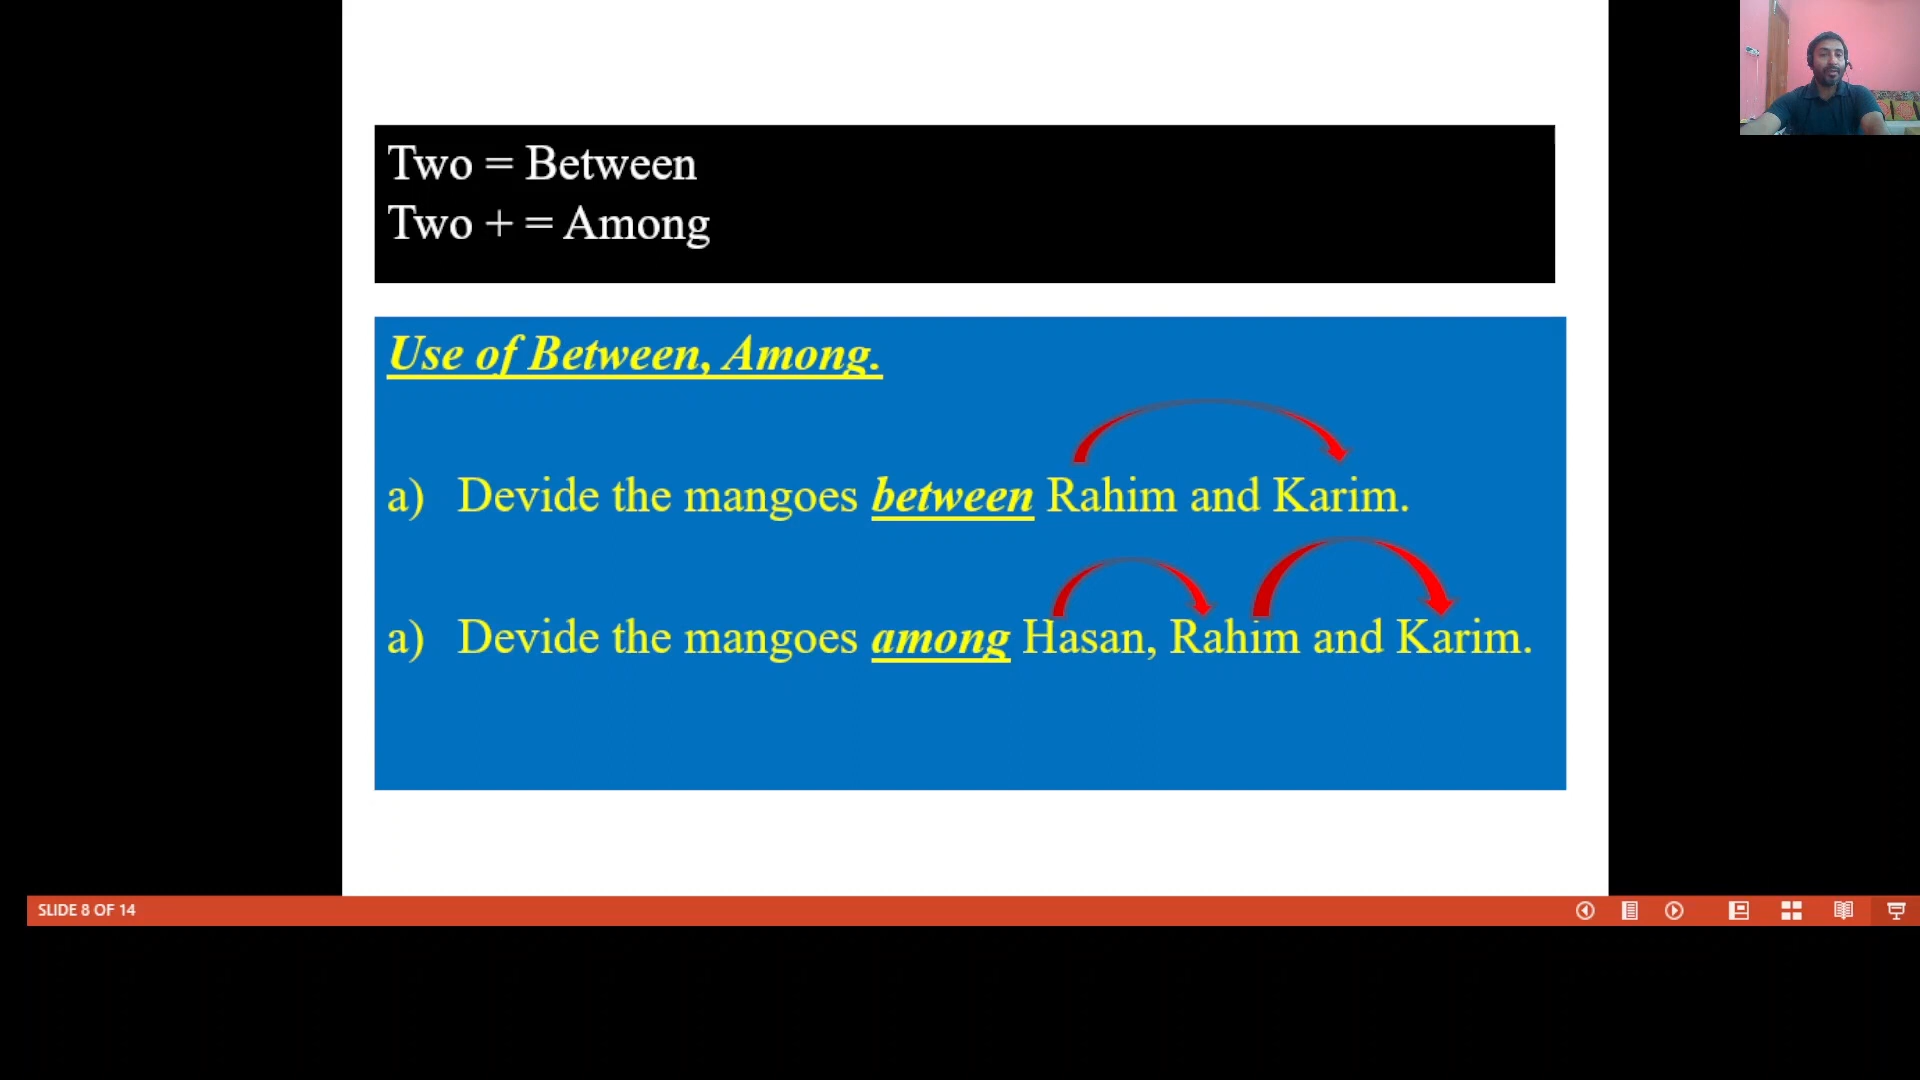 Two = Between
Two + = Among
Use of Between, Among.
a) Devide the mangoes between Rahim and Karim.
a) Devide the mangoes among Hasan, Rahim and Karim.
SLIDE 8 OF 14